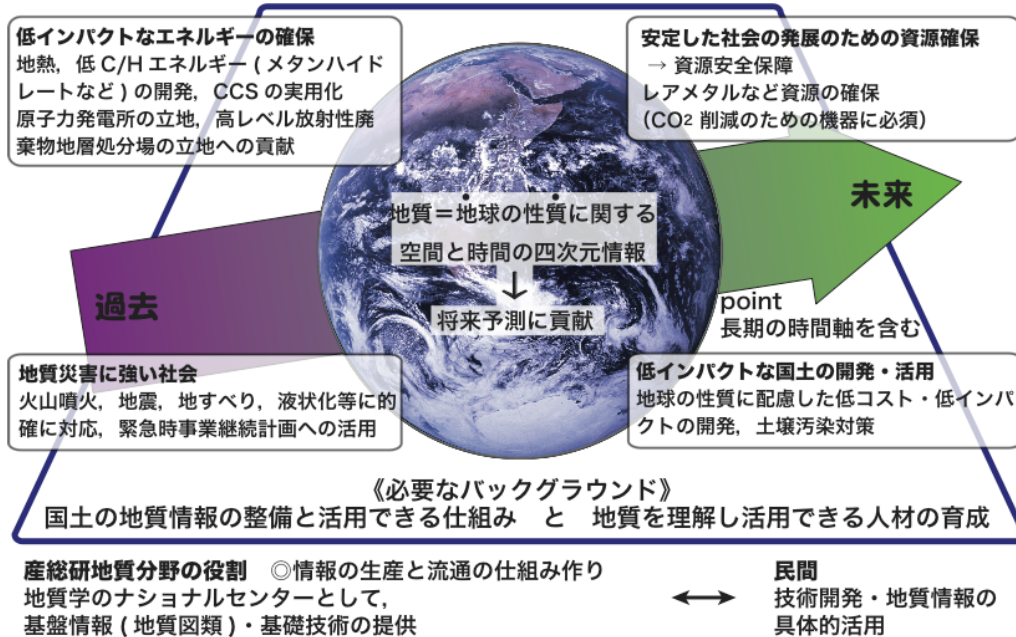 低インパクトなエネルギーの確保
地熱，低 C/H エネルギー ( メタンハイド
レートなど ) の開発，CCS の実用化
原子力発電所の立地，高レベル放射性廃
棄物地層処分場の立地への貢献
安定した社会の発展のための資源確保
→ 資源安全保障
レアメタルなど資源の確保
(CO2 削減のための機器に必須)
地質＝地球の性質に関する
空間と時間の四次元情報
↓
将来予測に貢献
過去
未来
point
長期の時間軸を含む
地質災害に強い社会
火山噴火，地震，地すべり，液状化等に的
確に対応，緊急時事業継続計画への活用
低インパクトな国土の開発・活用
地球の性質に配慮した低コスト・低インパ
クトの開発，土壌汚染対策
《必要なバックグラウンド》
国土の地質情報の整備と活用できる仕組み　と　地質を理解し活用できる人材の育成
産総研地質分野の役割　◎情報の生産と流通の仕組み作り
地質学のナショナルセンターとして，
基盤情報 ( 地質図類 )・基礎技術の提供
↔
民間
技術開発・地質情報の
具体的活用